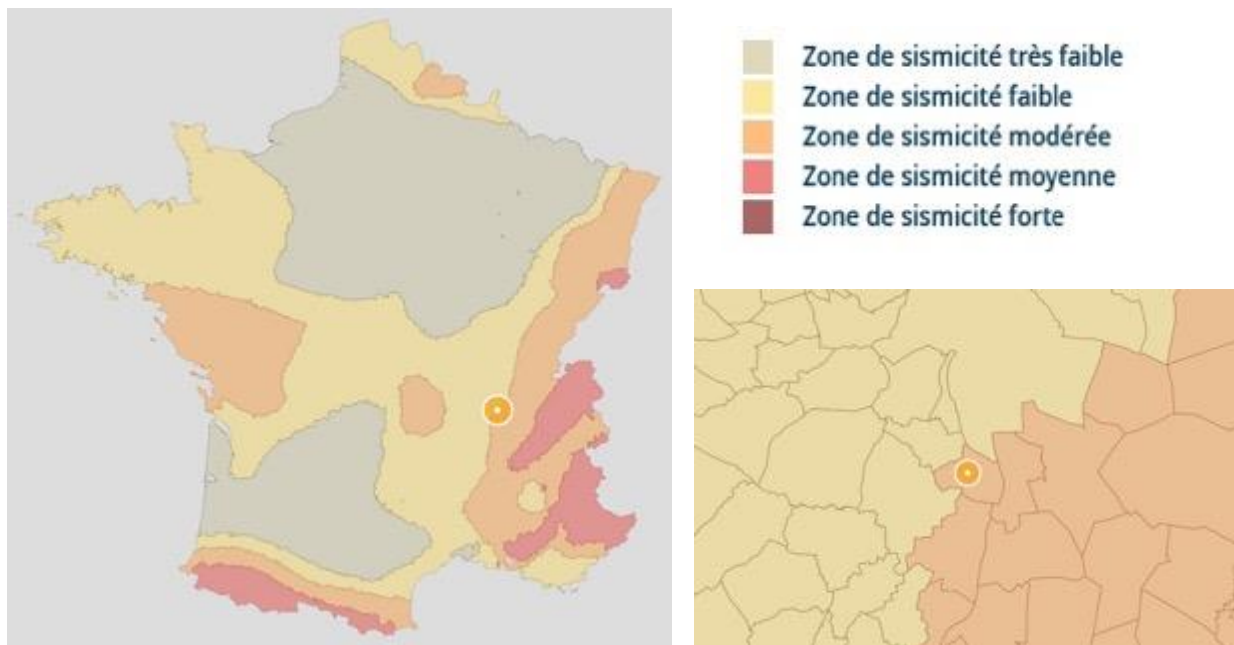 Zone de sismicité très faible
Zone de sismicité faible
Zone de sismicité modérée
Zone de sismicité moyenne
Zone de sismicité forte